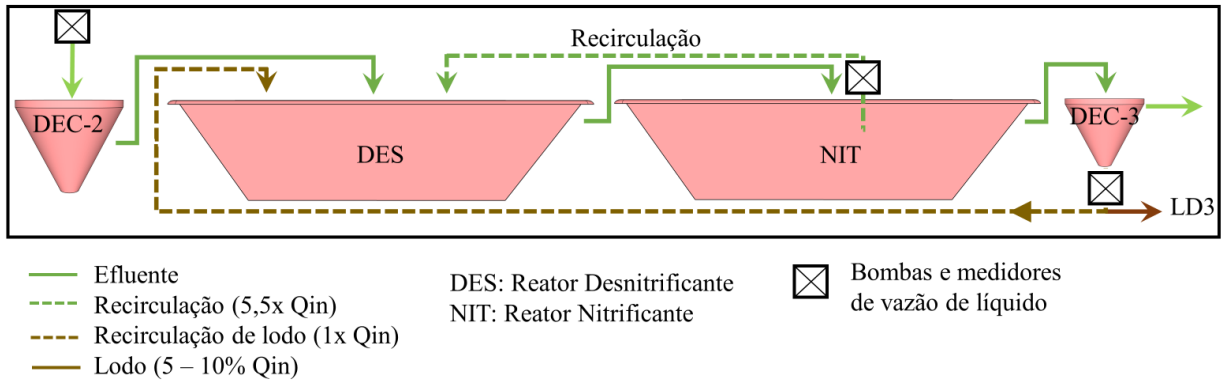 Recirculação
DEC-2
DES
NIT
DEC-3
LD3
Efluente
Recirculação (5,5x Qin)
Recirculação de lodo (1x Qin)
Lodo (5 – 10% Qin)
DES: Reator Desnitrificante
NIT: Reator Nitrificante
Bombas e medidores
de vazão de líquido